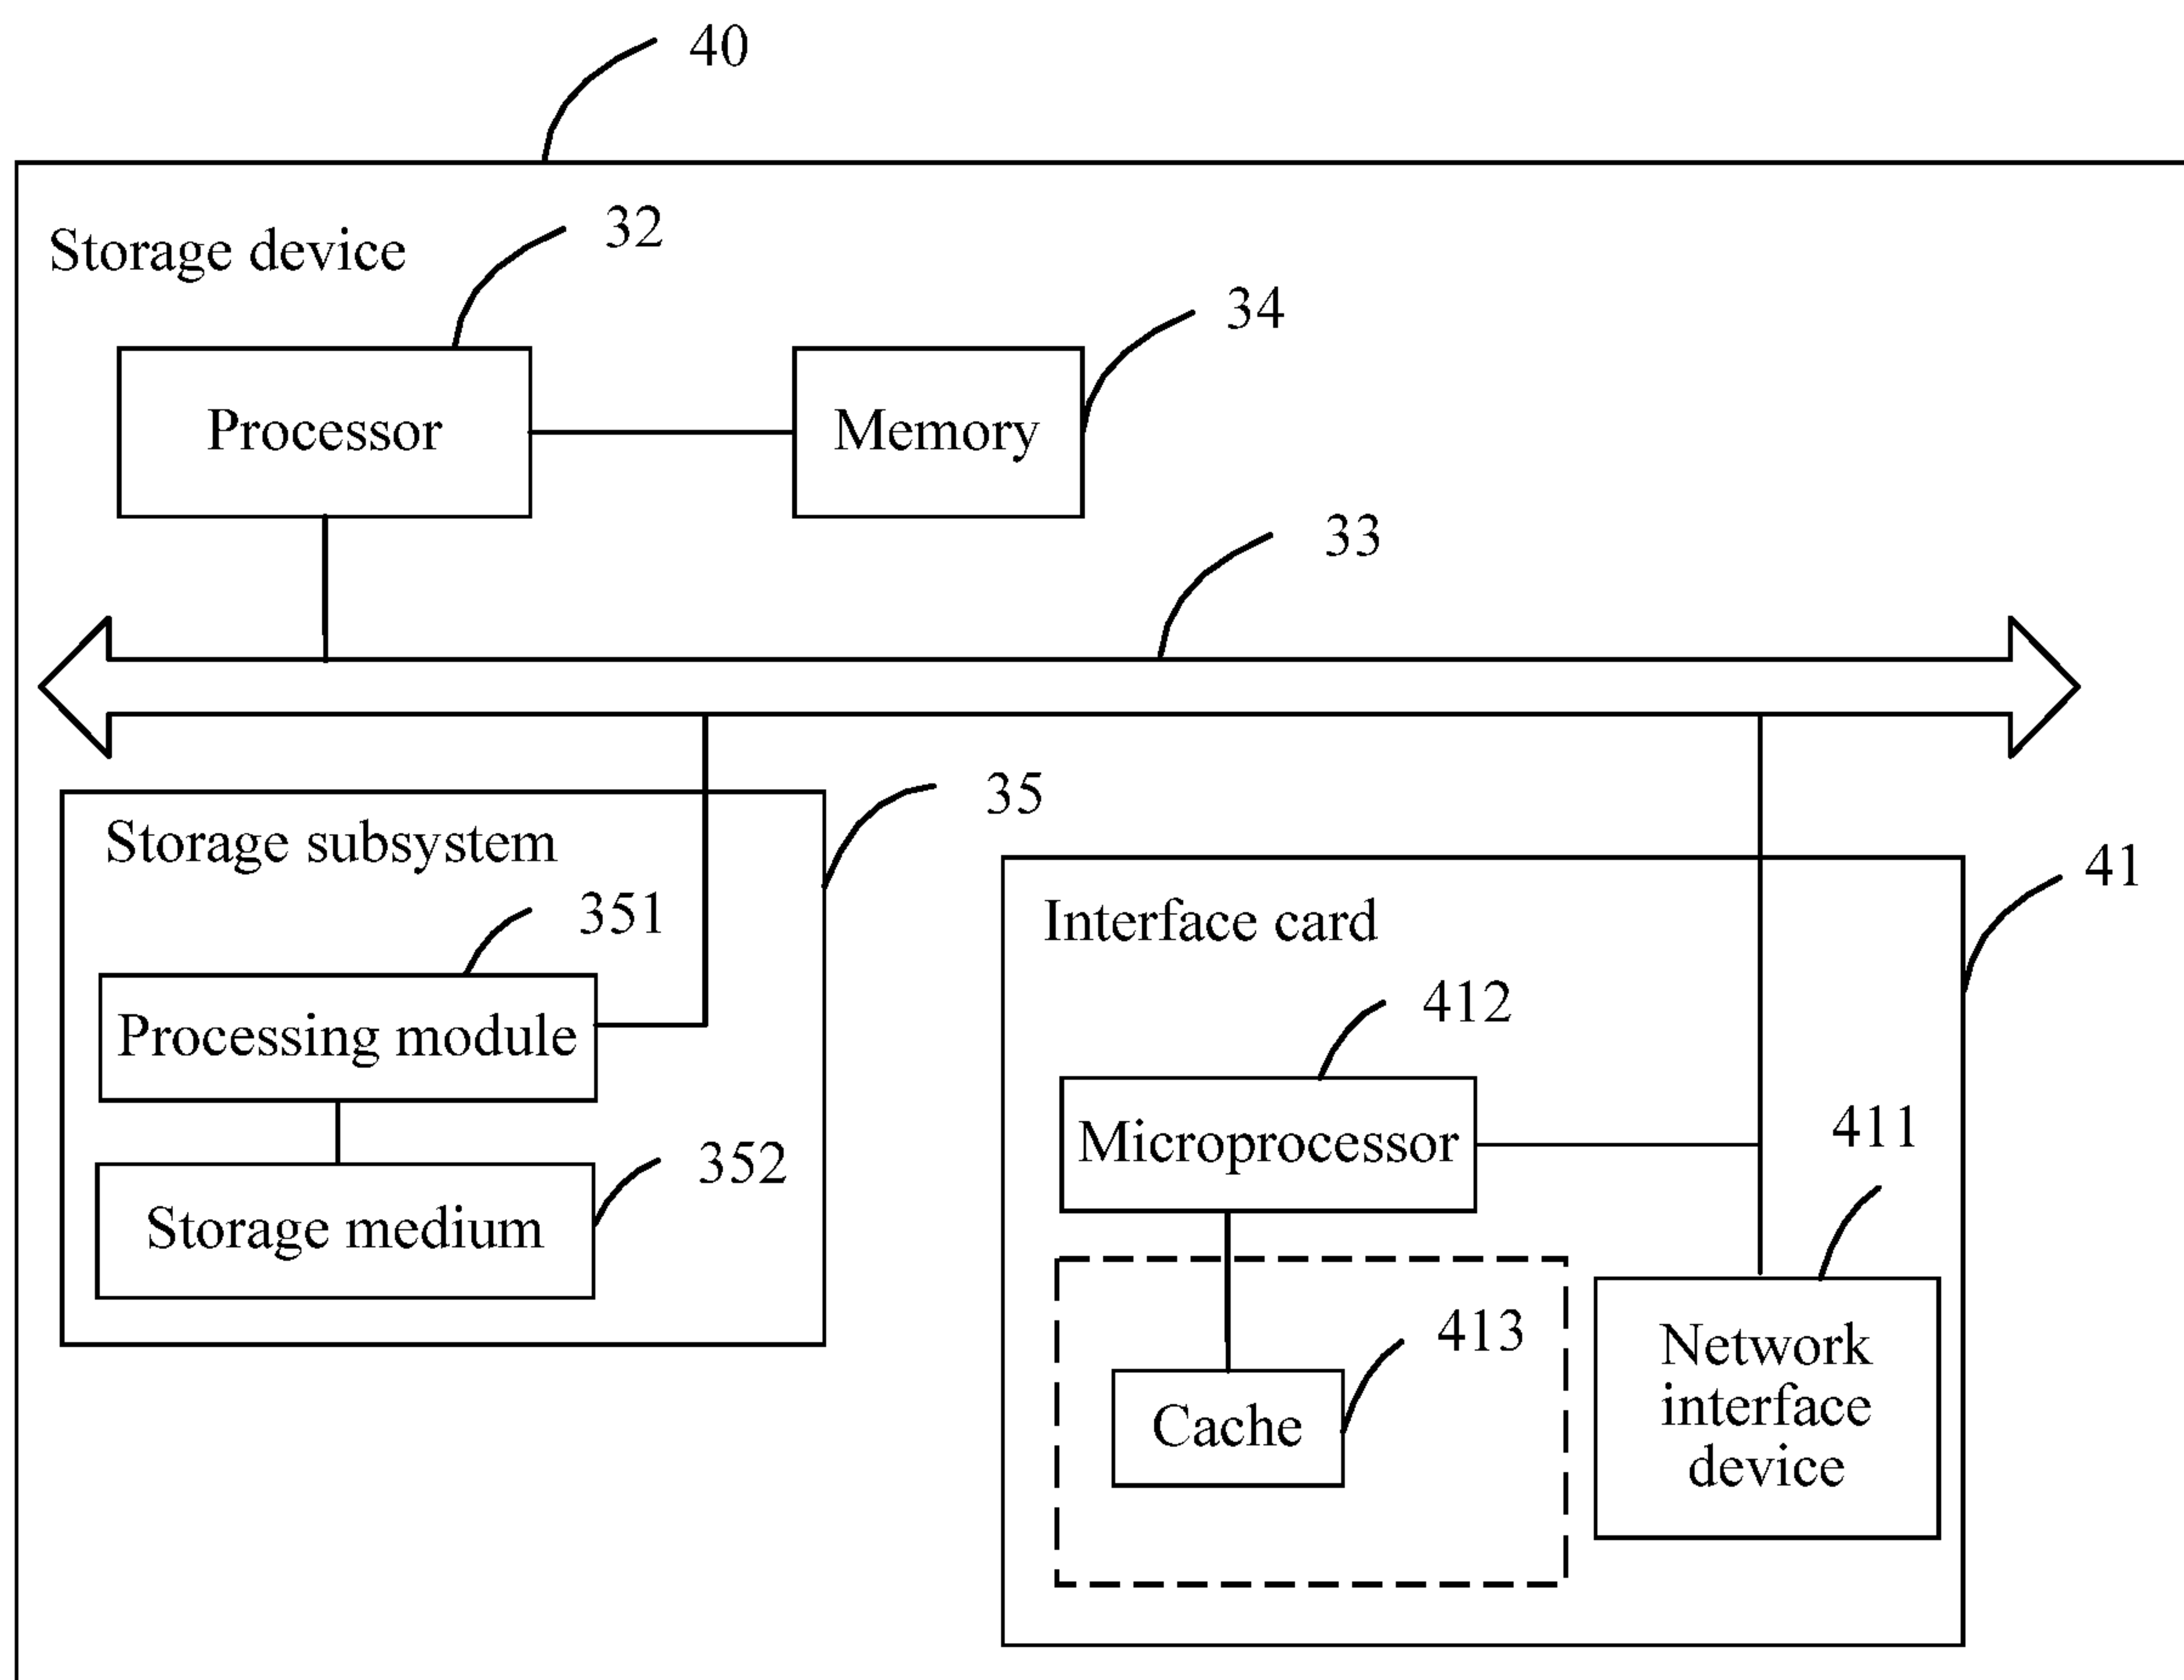 40
Storage device
32
34
Processor
Memory
33
35
Storage subsystem
351
Processing module
352
Storage medium
41
Interface card
412
Microprocessor
411
413
Cache
Network
interface
device